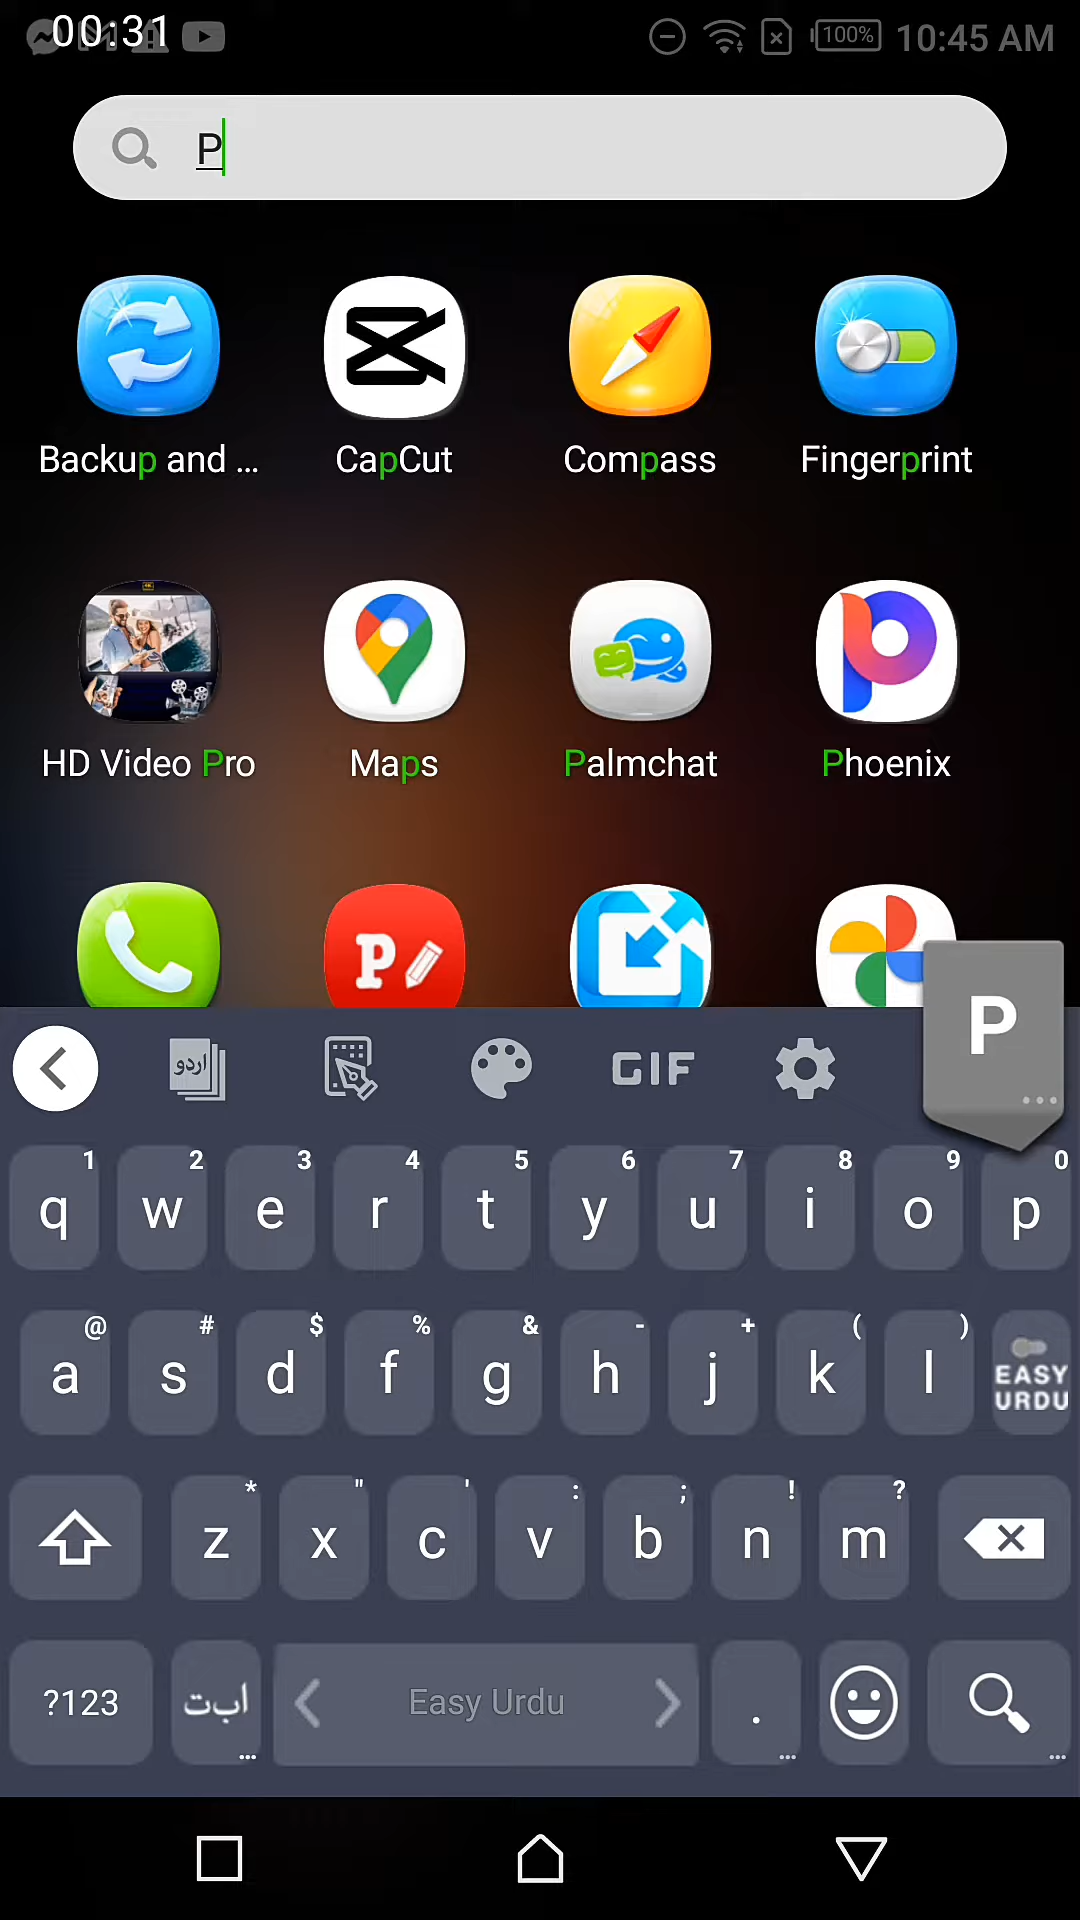 00:31 100% 10:45 AM
P
Backup and ... CapCut Compass Fingerprint
4K
HD Video Pro Maps Palmchat Phoenix
P
P
اردو GIF
1 2 3 4 5 6 7 8 9 0
q w e r t y u i o p
@ # $ % & - + ( )
a s d f g h j k l EASY URDU
* " ' : ; ! ?
z x c v b n m
?123 ابت Easy Urdu .